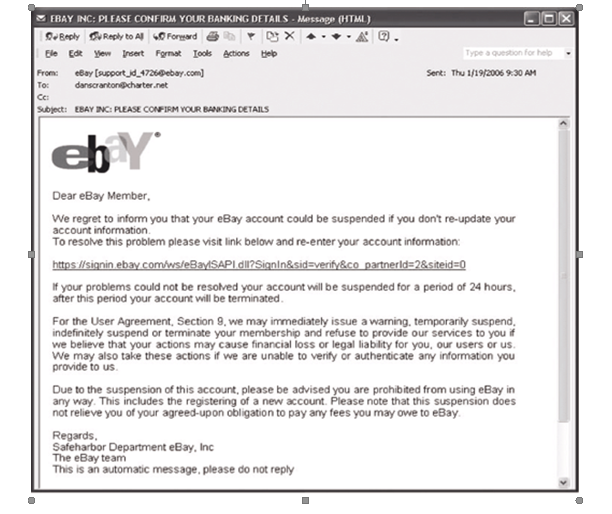 EBAY INC: PLEASE CONFIRM YOUR BANKING DETAILS - Message (HTML)
Reply Reply to All Forward
File Edit View Insert Format Tools Actions Help Type a question for help
From: eBay [support_id_4726@ebay.com] Sent: Thu 1/19/2006 9:30 AM
To: danscranton@charter.net
Cc:
Subject: EBAY INC: PLEASE CONFIRM YOUR BANKING DETAILS
ebaY
Dear eBay Member,
We regret to inform you that your eBay account could be suspended if you don't re-update your
account information.
To resolve this problem please visit link below and re-enter your account information:
https://signin.ebay.com/ws/eBayISAPI.dll?SignIn&sid=verify&co_partnerId=2&siteid=0
If your problems could not be resolved your account will be suspended for a period of 24 hours,
after this period your account will be terminated.
For the User Agreement, Section 9, we may immediately issue a warning, temporarily suspend,
indefinitely suspend or terminate your membership and refuse to provide our services to you if
we believe that your actions may cause financial loss or legal liability for you, our users or us.
We may also take these actions if we are unable to verify or authenticate any information you
provide to us.
Due to the suspension of this account, please be advised you are prohibited from using eBay in
any way. This includes the registering of a new account. Please note that this suspension does
not relieve you of your agreed-upon obligation to pay any fees you may owe to eBay.
Regards,
Safeharbor Department eBay, Inc
The eBay team
This is an automatic message, please do not reply